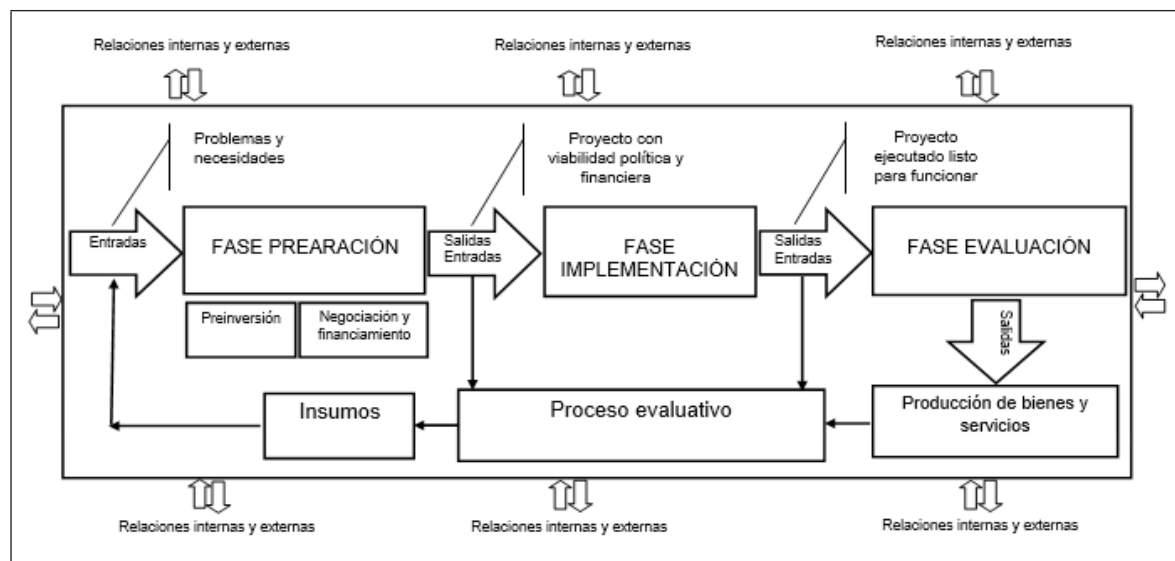 Relaciones internas y externas
Relaciones internas y externas
Relaciones internas y externas
Problemas y
necesidades
Proyecto con
viabilidad política y
financiera
Proyecto
ejecutado listo
para funcionar
Entradas
FASE PREARACIÓN
Salidas
Entradas
FASE
IMPLEMENTACIÓN
Salidas
Entradas
FASE EVALUACIÓN
Preinversión
Negociación y
financiamiento
Salidas
Insumos
Proceso evaluativo
Producción de bienes y
servicios
Relaciones internas y externas
Relaciones internas y externas
Relaciones internas y externas